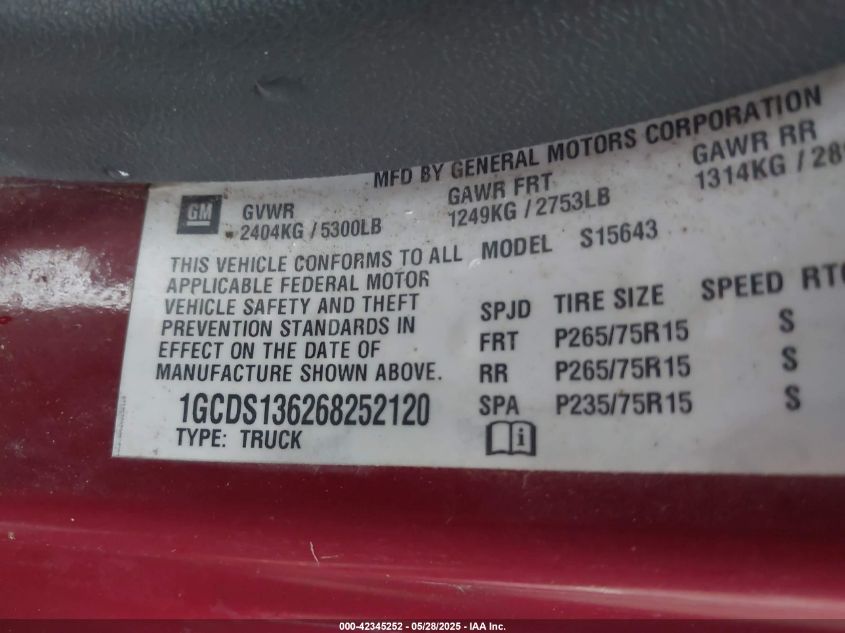 MFD BY GENERAL MOTORS CORPORATION
GM
GVWR GAWR FRT GAWR RR
2404KG / 5300LB 1249KG / 2753LB 1314KG /
THIS VEHICLE CONFORMS TO ALL MODEL S15643
APPLICABLE FEDERAL MOTOR
VEHICLE SAFETY AND THEFT
PREVENTION STANDARDS IN
EFFECT ON THE DATE OF
MANUFACTURE SHOWN ABOVE.
SPJD TIRE SIZE SPEED
FRT P265/75R15 S
RR P265/75R15 S
SPA P235/75R15 S
1GCDS136268252120
TYPE: TRUCK
i
000-42345252 - 05/28/2025 - IAA Inc.